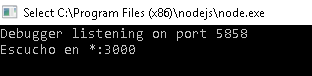 Select C:\Program Files (x86)\nodejs\node.exe
Debugger listening on port 5858
Escucho en *:3000